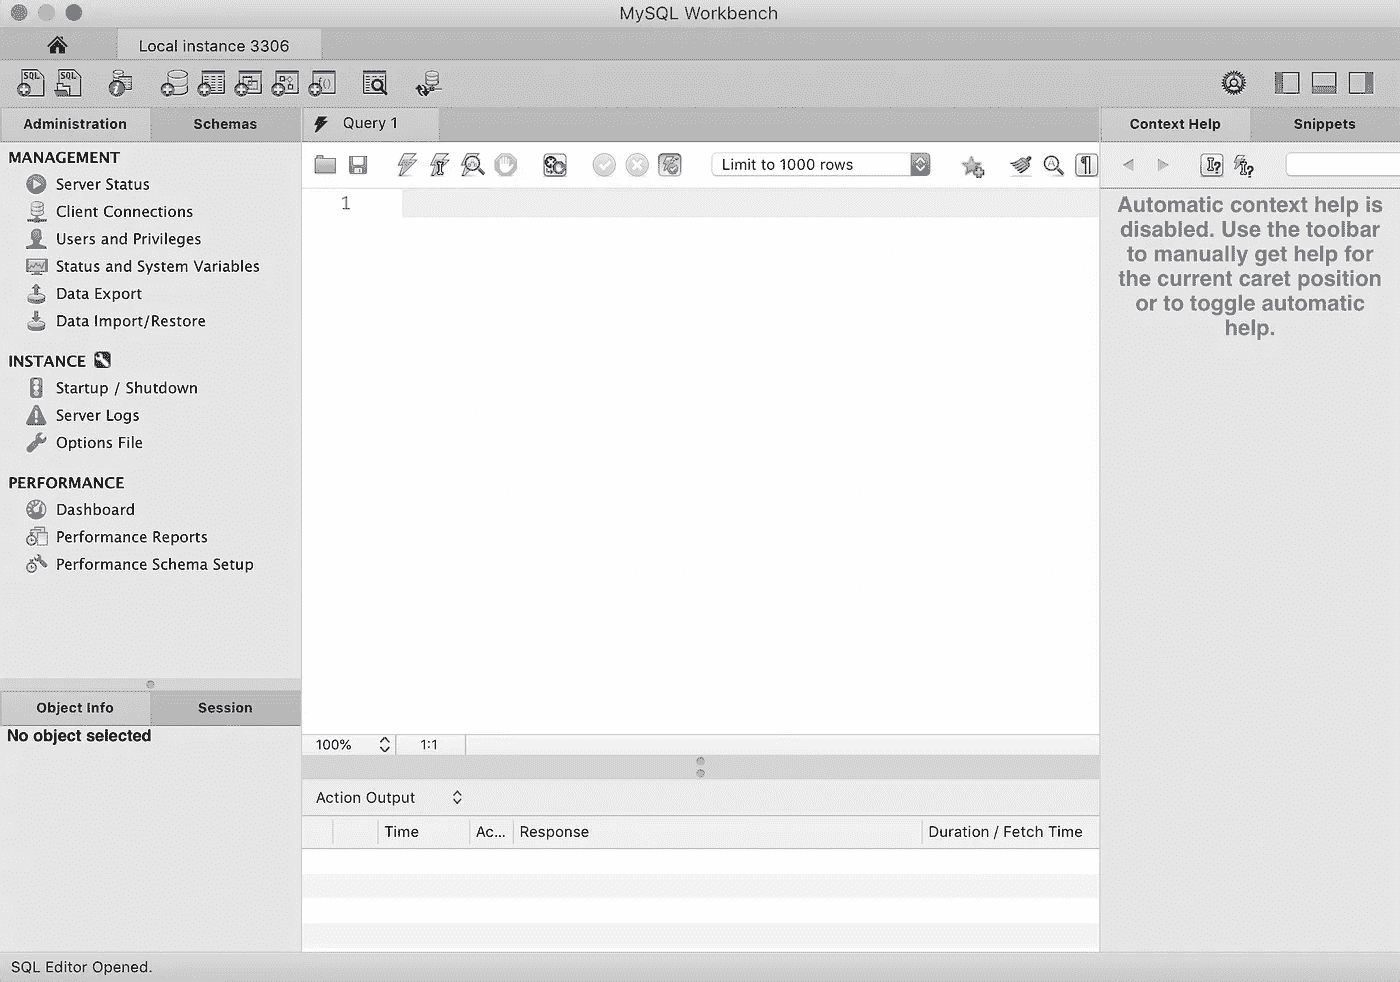 MySQL Workbench
Local instance 3306
SQL
SQL
Administration
Schemas
MANAGEMENT
Server Status
Client Connections
Users and Privileges
Status and System Variables
Data Export
Data Import/Restore
INSTANCE
Startup / Shutdown
Server Logs
Options File
PERFORMANCE
Dashboard
Performance Reports
Performance Schema Setup
Object Info
Session
No object selected
Query 1
Limit to 1000 rows
1
100%
1:1
Action Output
Time
Ac...
Response
Duration / Fetch Time
Context Help
Snippets
Automatic context help is
disabled. Use the toolbar
to manually get help for
the current caret position
or to toggle automatic
help.
SQL Editor Opened.